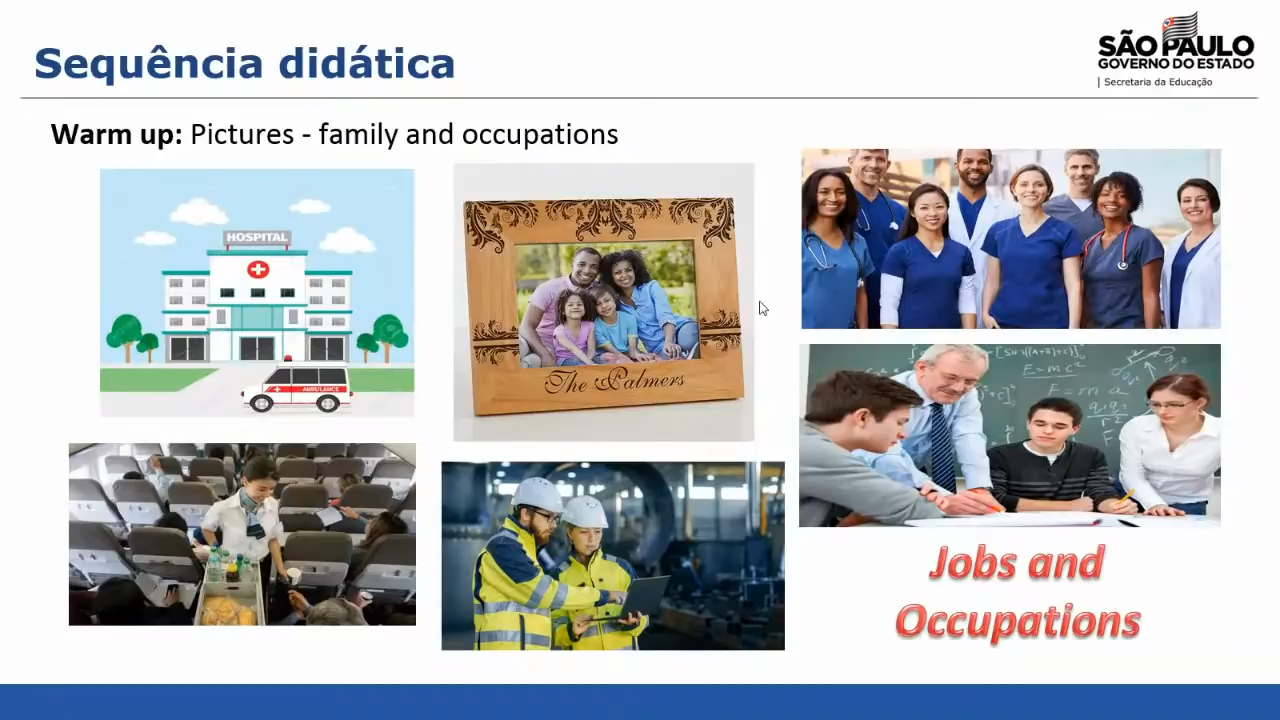 Sequência didática
SÃO PAULO
GOVERNO DO ESTADO
Secretaria da Educação
Warm up: Pictures - family and occupations
HOSPITAL
AMBULANCE
The Palmers
E=mc²
F = m a
Jobs and
Occupations